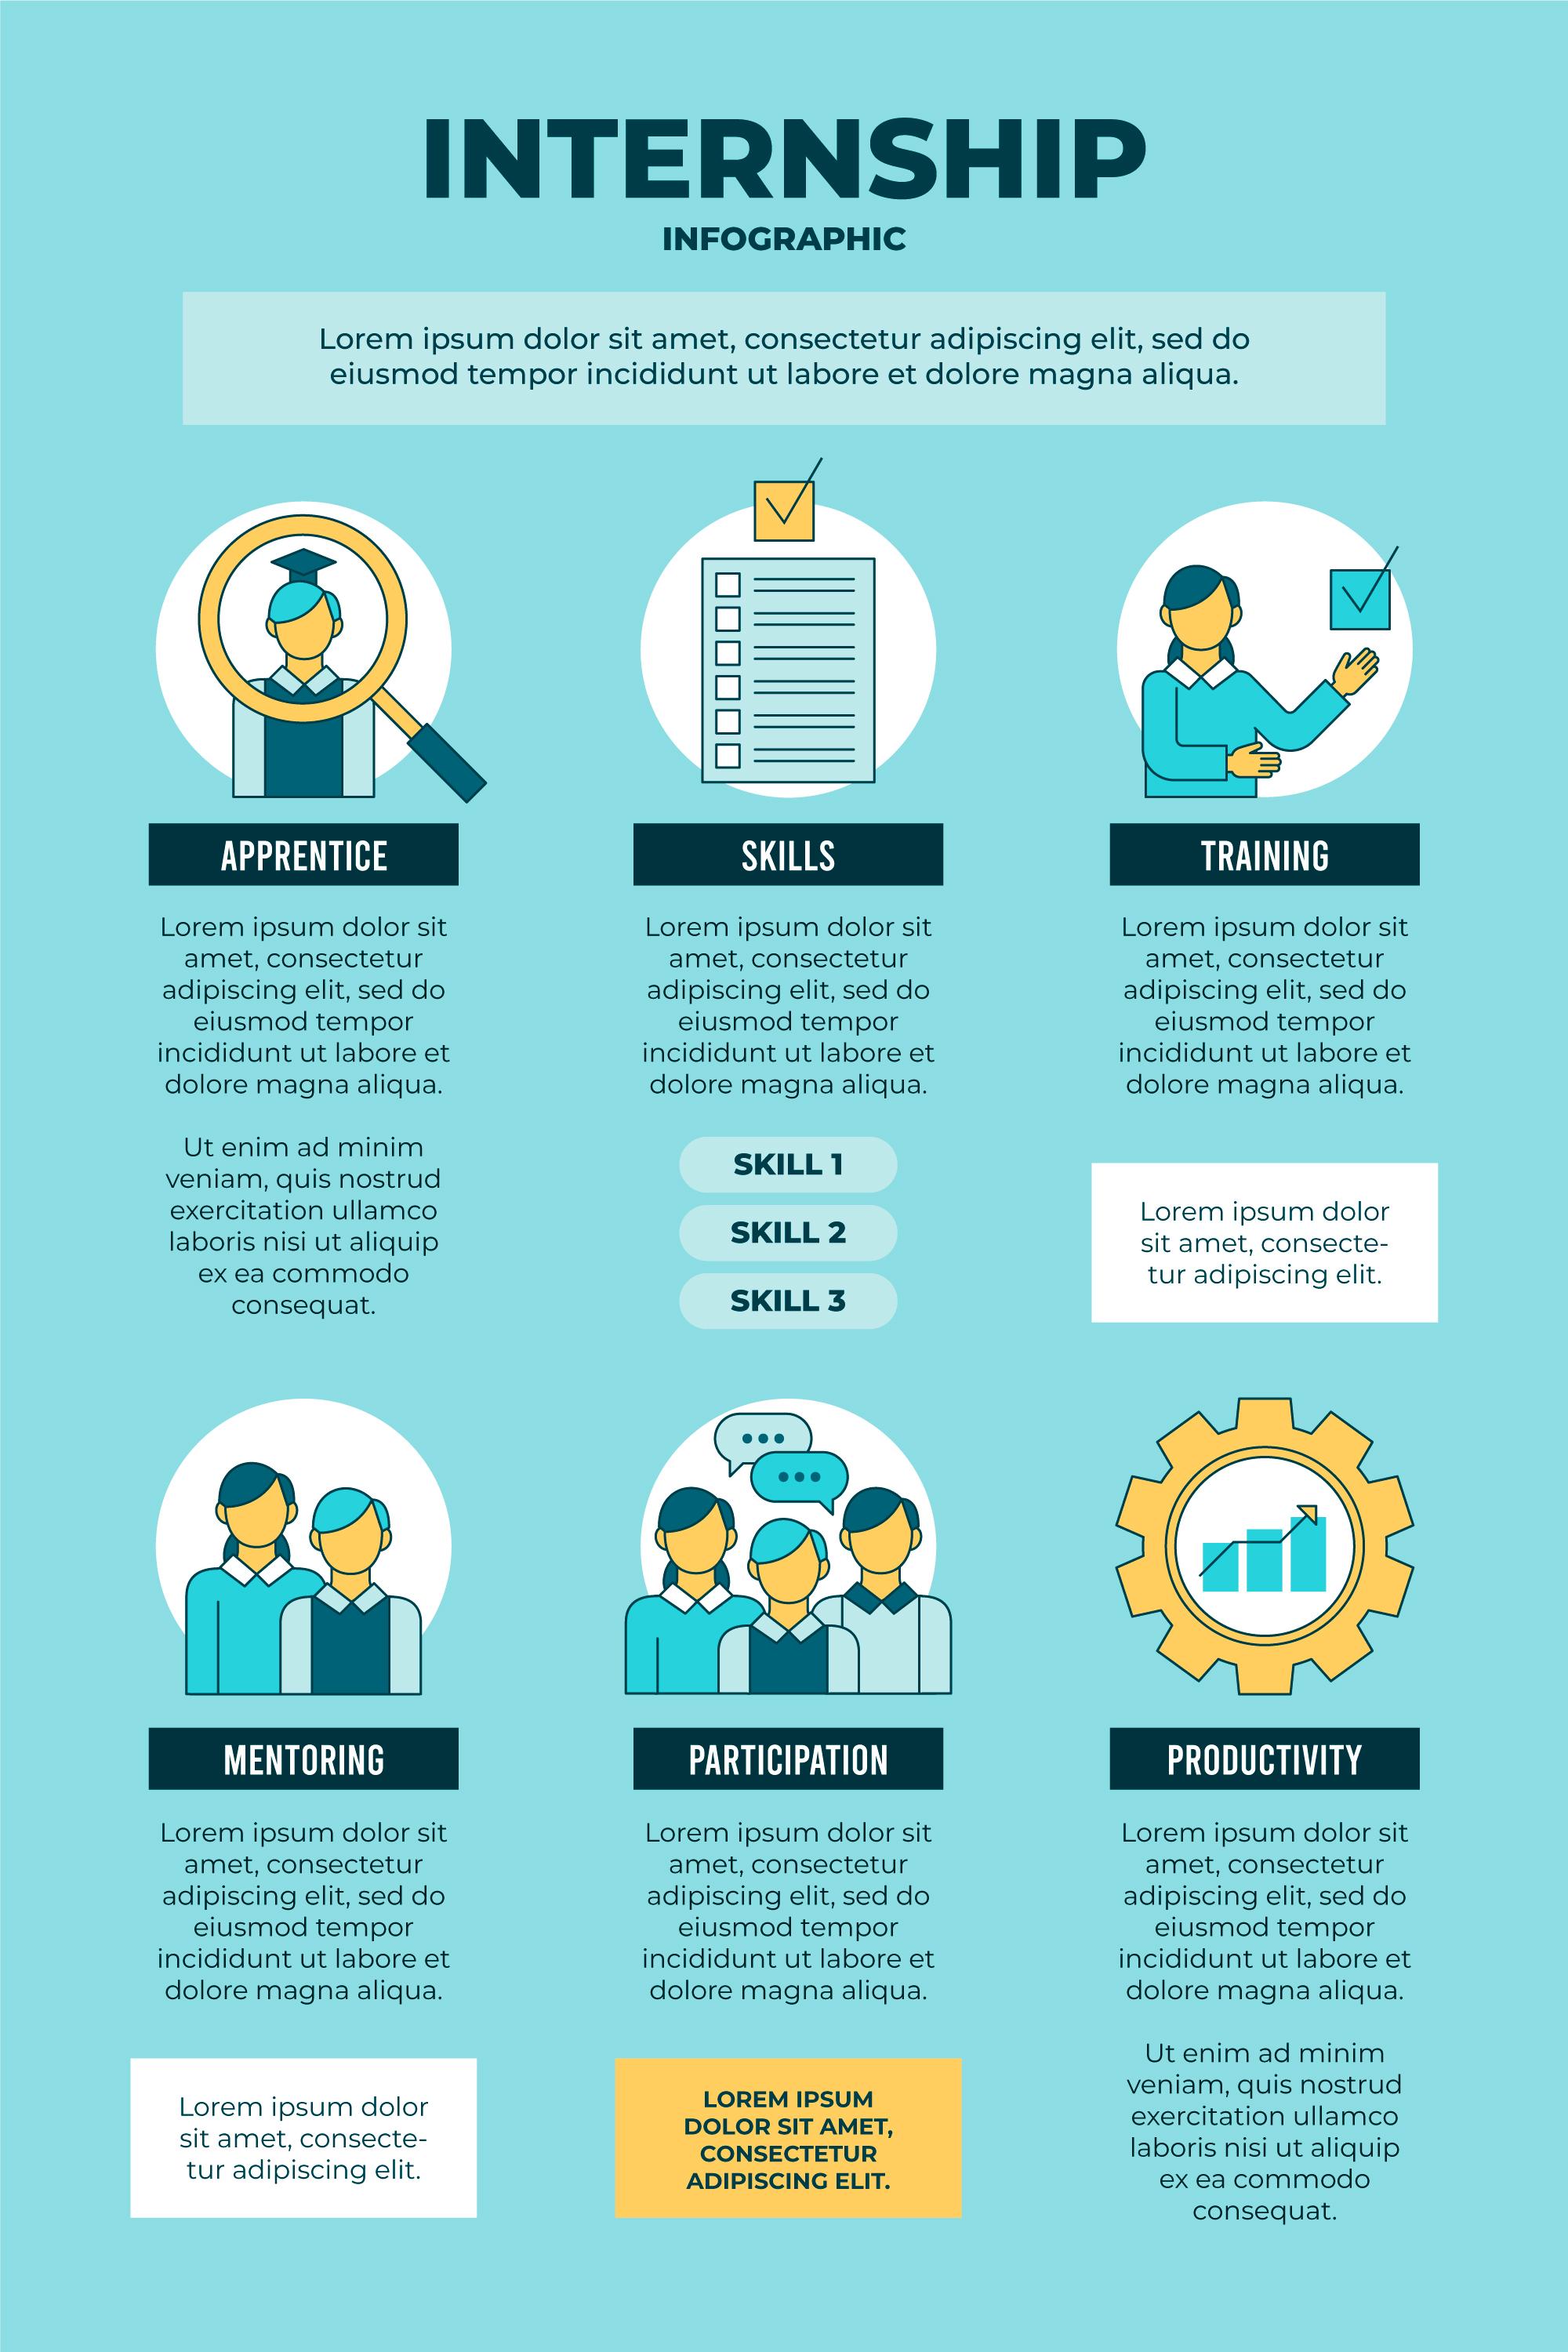 INTERNSHIP
INFOGRAPHIC
Lorem ipsum dolor sit amet, consectetur adipiscing elit, sed do
eiusmod tempor incididunt ut labore et dolore magna aliqua.
APPRENTICE
Lorem ipsum dolor sit
amet, consectetur
adipiscing elit, sed do
eiusmod tempor
incididunt ut labore et
dolore magna aliqua.
Ut enim ad minim
veniam, quis nostrud
exercitation ullamco
laboris nisi ut aliquip
ex ea commodo
consequat.
SKILLS
Lorem ipsum dolor sit
amet, consectetur
adipiscing elit, sed do
eiusmod tempor
incididunt ut labore et
dolore magna aliqua.
SKILL 1
SKILL 2
SKILL 3
TRAINING
Lorem ipsum dolor sit
amet, consectetur
adipiscing elit, sed do
eiusmod tempor
incididunt ut labore et
dolore magna aliqua.
Lorem ipsum dolor
sit amet, consecte-
tur adipiscing elit.
MENTORING
Lorem ipsum dolor sit
amet, consectetur
adipiscing elit, sed do
eiusmod tempor
incididunt ut labore et
dolore magna aliqua.
Lorem ipsum dolor
sit amet, consecte-
tur adipiscing elit.
PARTICIPATION
Lorem ipsum dolor sit
amet, consectetur
adipiscing elit, sed do
eiusmod tempor
incididunt ut labore et
dolore magna aliqua.
LOREM IPSUM
DOLOR SIT AMET,
CONSECTETUR
ADIPISCING ELIT.
PRODUCTIVITY
Lorem ipsum dolor sit
amet, consectetur
adipiscing elit, sed do
eiusmod tempor
incididunt ut labore et
dolore magna aliqua.
Ut enim ad minim
veniam, quis nostrud
exercitation ullamco
laboris nisi ut aliquip
ex ea commodo
consequat.